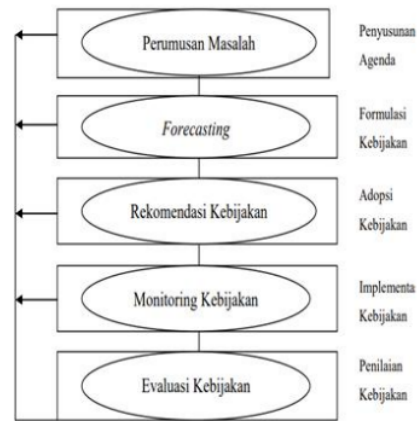 Perumusan Masalah
Penyusunan
Agenda
Forecasting
Formulasi
Kebijakan
Rekomendasi Kebijakan
Adopsi
Kebijakan
Monitoring Kebijakan
Implementa
Kebijakan
Evaluasi Kebijakan
Penilaian
Kebijakan